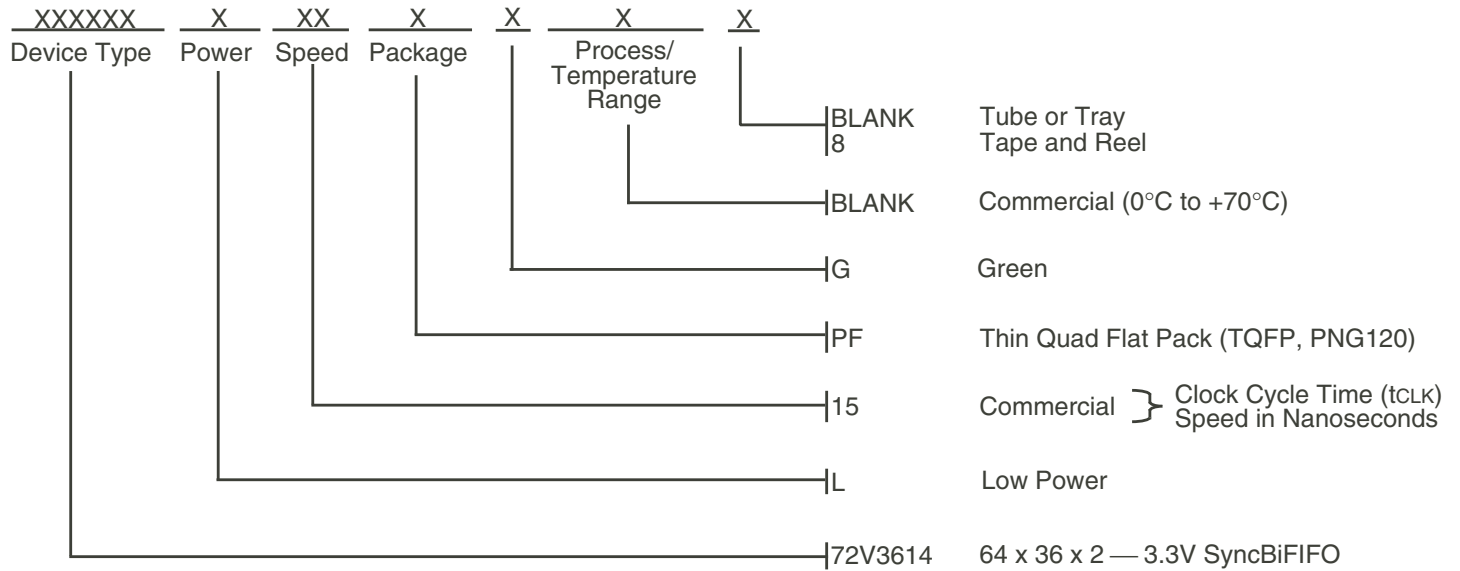 XXXXXX X XX X X X X
Device Type Power Speed Package Process/
Temperature
Range
BLANK Tube or Tray
8 Tape and Reel
BLANK Commercial (0°C to +70°C)
G Green
PF Thin Quad Flat Pack (TQFP, PNG120)
15 Commercial Clock Cycle Time (tCLK)
Speed in Nanoseconds
L Low Power
72V3614 64 x 36 x 2 — 3.3V SyncBiFIFO